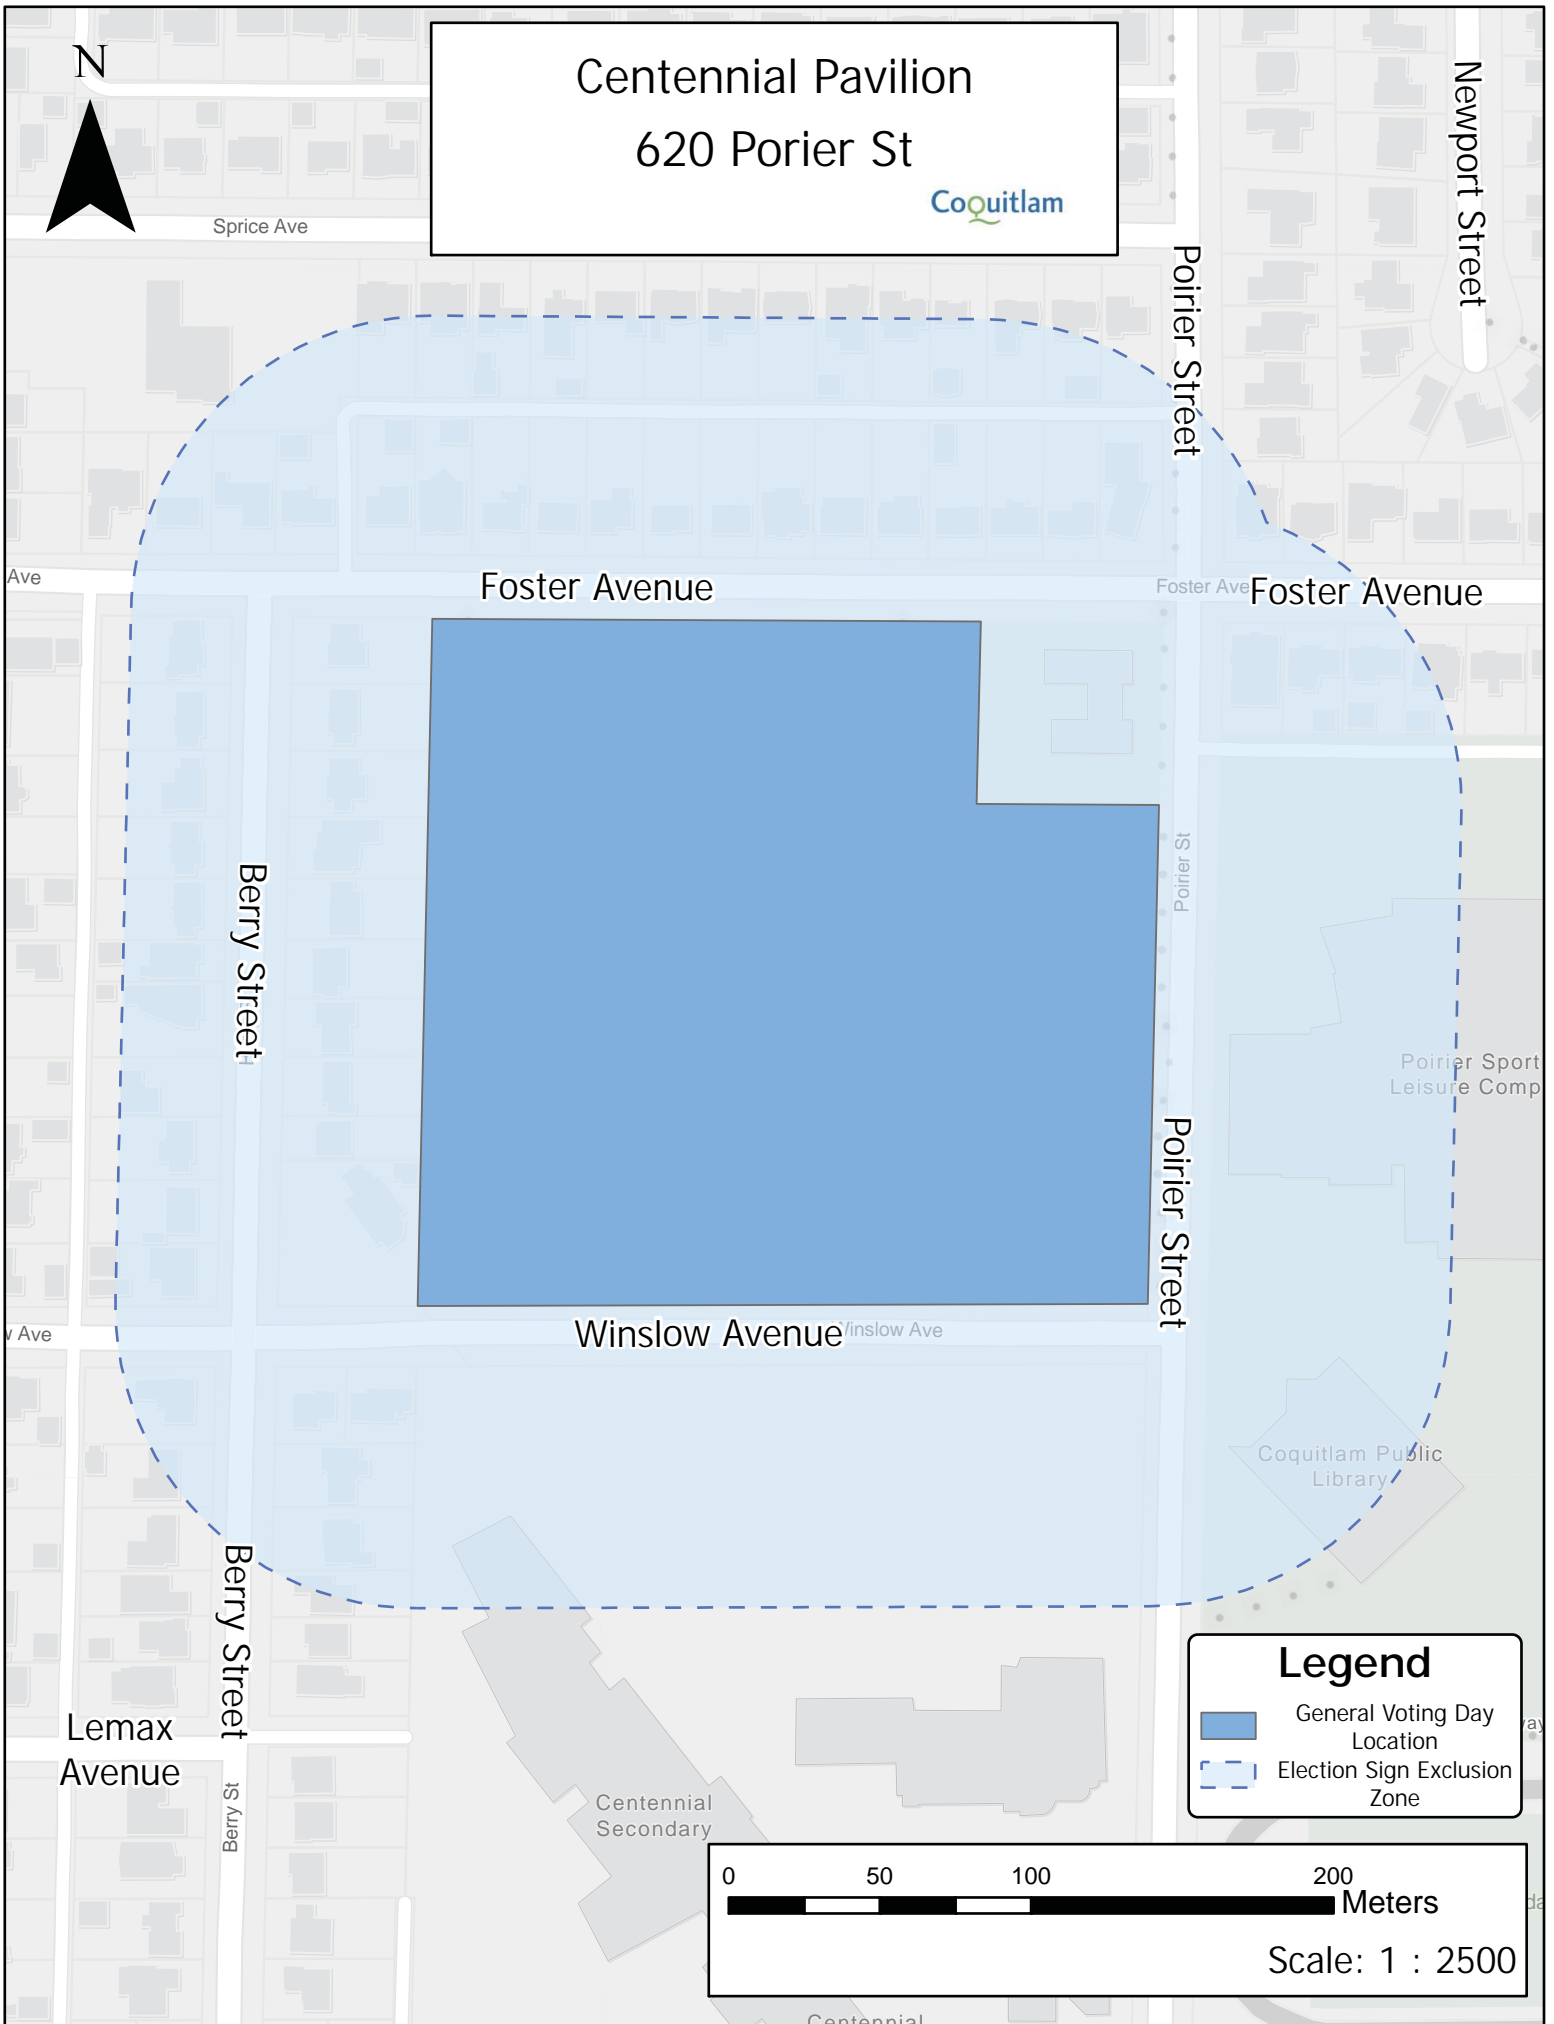 N
Centennial Pavilion
620 Porier St
Coquitlam
Newport Street
Sprice Ave
Poirier Street
Ave
Foster Avenue
Foster Ave
Foster Avenue
Poirier St
Berry Street
Poirier Sport
Leisure Comp
Poirier Street
Ave
Winslow Avenue
Winslow Ave
Coquitlam Public
Library
Berry Street
Lemax
Avenue
Berry St
Centennial
Secondary
Legend
General Voting Day
Location
Election Sign Exclusion
Zone
0 50 100 200
Meters
Scale: 1 : 2500
Centennial